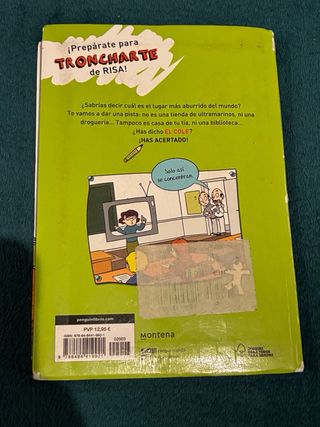 ¡Prepárate para
TRONCHARTE
de RISA!
¿Sabrías decir cuál es el lugar más aburrido del mundo?
Te vamos a dar una pista: no es una tienda de ultramarinos, ni una
droguería... Tampoco es casa de tu tía, ni una biblioteca...
¿Has dicho EL COLE?
¡HAS ACERTADO!
Solo así
se concentran.
penguinlibros.com
PVP 12,95 €
02003
Montena